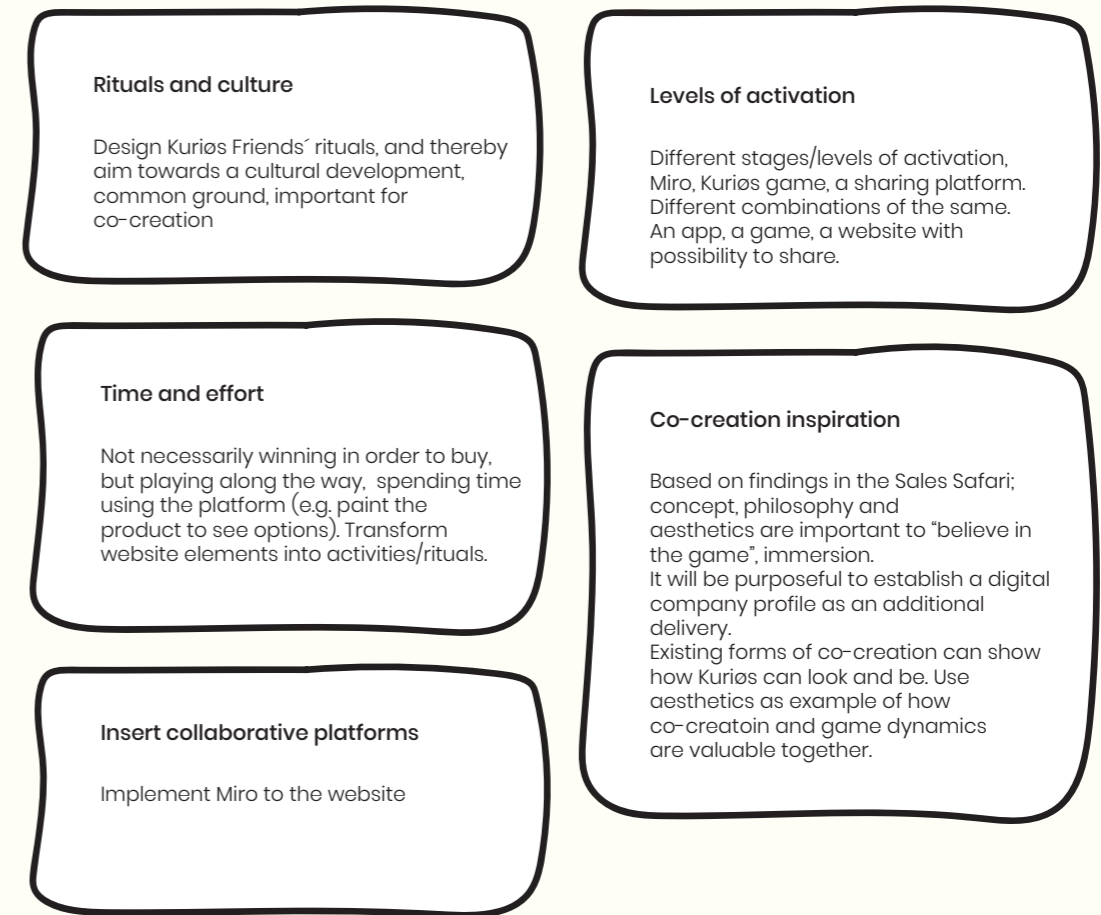 Rituals and culture
Design Kuriøs Friends´ rituals, and thereby
aim towards a cultural development,
common ground, important for
co-creation
Time and effort
Not necessarily winning in order to buy,
but playing along the way,  spending time
using the platform (e.g. paint the
product to see options). Transform
website elements into activities/rituals.
Insert collaborative platforms
Implement Miro to the website
Levels of activation
Different stages/levels of activation,
Miro, Kuriøs game, a sharing platform.
Different combinations of the same.
An app, a game, a website with
possibility to share.
Co-creation inspiration
Based on findings in the Sales Safari;
concept, philosophy and
aesthetics are important to “believe in
the game”, immersion.
It will be purposeful to establish a digital
company profile as an additional
delivery.
Existing forms of co-creation can show
how Kuriøs can look and be. Use
aesthetics as example of how
co-creatoin and game dynamics
are valuable together.